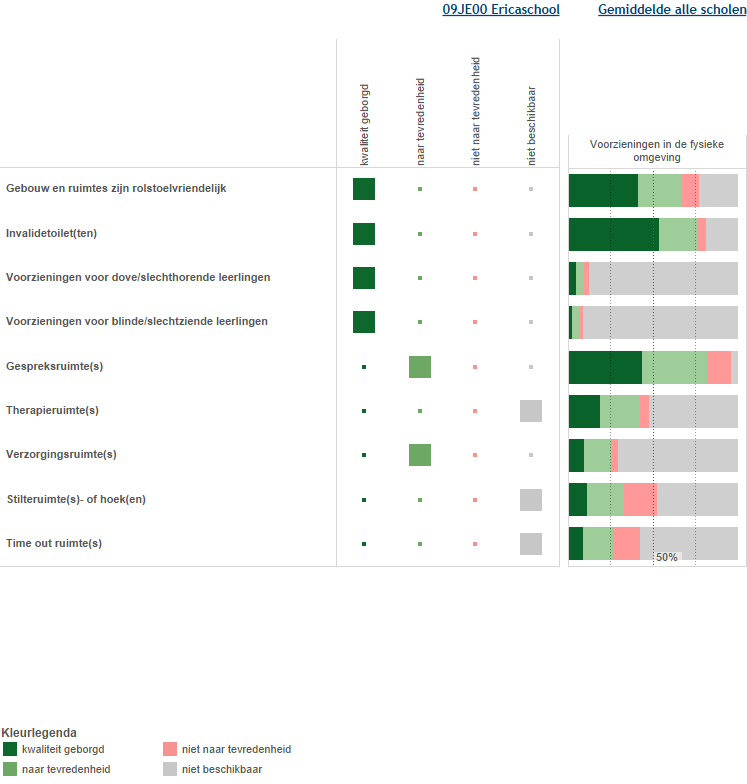 09JE00 Ericaschool Gemiddelde alle scholen
kwaliteit geborgd
naar tevredenheid
niet naar tevredenheid
niet beschikbaar
Voorzieningen in de fysieke
omgeving
Gebouw en ruimtes zijn rolstoelvriendelijk
Invalidetoilet(ten)
Voorzieningen voor dove/slechthorende leerlingen
Voorzieningen voor blinde/slechtziende leerlingen
Gespreksruimte(s)
Therapieruimte(s)
Verzorgingsruimte(s)
Stilteruimte(s)- of hoek(en)
Time out ruimte(s)
50%
Kleurlegenda
kwaliteit geborgd niet naar tevredenheid
naar tevredenheid niet beschikbaar